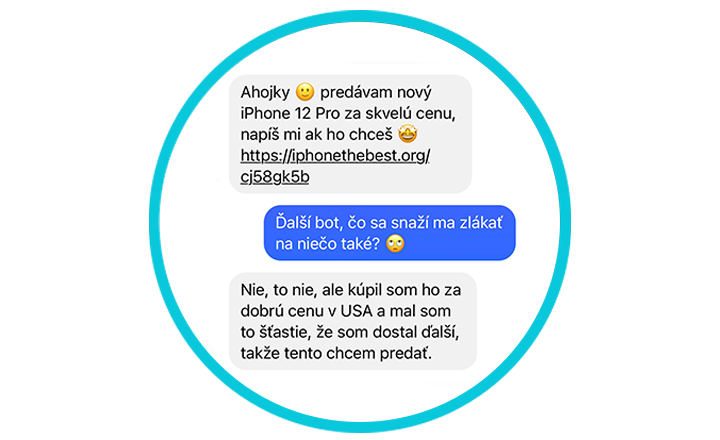 Ahojky 🙂 predávam nový
iPhone 12 Pro za skvelú cenu,
napíš mi ak ho chceš 🤩
https://iphonethebest.org/
cj58gk5b
Ďalší bot, čo sa snaží ma zlákať
na niečo také? 🙄
Nie, to nie, ale kúpil som ho za
dobrú cenu v USA a mal som
to šťastie, že som dostal ďalší,
takže tento chcem predať.